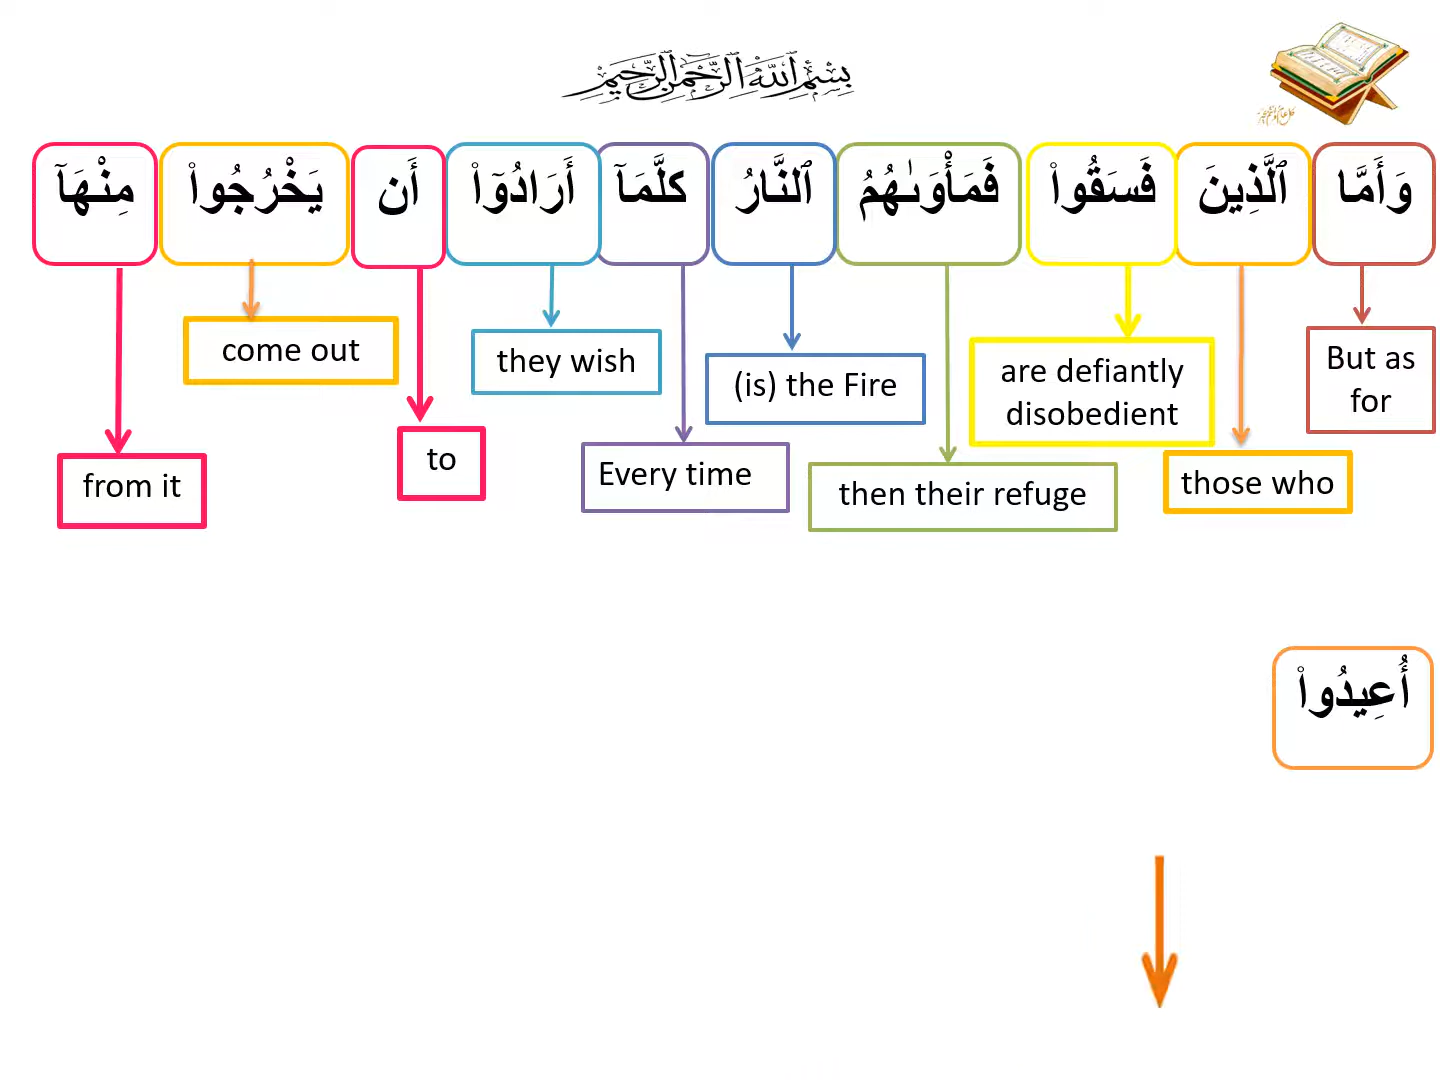 بِسْمِ ٱللَّهِ ٱلرَّحْمَٰنِ ٱلرَّحِيمِ
وَأَمَّا ٱلَّذِينَ فَسَقُوا۟ فَمَأْوَىٰهُمُ ٱلنَّارُ كلَّمَآ أَرَادُوٓا۟ أَن يَخْرُجُوا۟ مِنْهَآ
But as
for
those who
are defiantly
disobedient
then their refuge
(is) the Fire
Every time
they wish
to
come out
from it
أُعِيدُوا۟